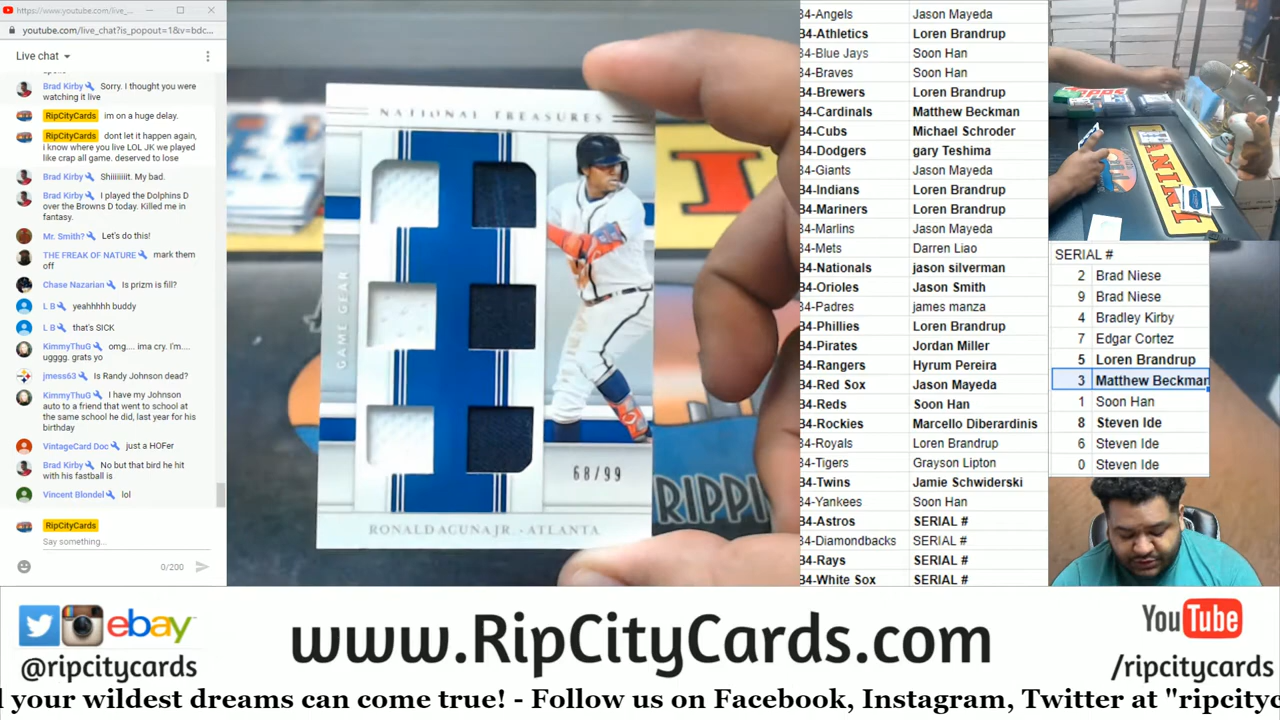 https://www.youtube.com/live_...
youtube.com/live_chat?is_popout=1&v=bdc...
Live chat
Brad Kirby Sorry. I thought you were
watching it live
RipCityCards im on a huge delay.
RipCityCards dont let it happen again,
i know where you live LOL JK we played
like crap all game. deserved to lose
Brad Kirby Shiiiiiiiit. My bad.
Brad Kirby I played the Dolphins D
over the Browns D today. Killed me in
fantasy.
Mr. Smith? Let's do this!
THE FREAK OF NATURE mark them
off
Chase Nazarian Is prizm is fill?
L B yeahhhhh buddy
L B that's SICK
KimmyThuG omg.... ima cry. I'm....
ugggg. grats yo
jmess63 Is Randy Johnson dead?
KimmyThuG I have my Johnson
auto to a friend that went to school at
the same school he did, last year for his
birthday
VintageCard Doc just a HOFer
Brad Kirby No but that bird he hit
with his fastball is
Vincent Blondel lol
RipCityCards
Say something...
0/200
NATIONAL TREASURES
GAME GEAR
68/99
RONALD ACUNA JR - ATLANTA
RIPPI
34-Angels Jason Mayeda
34-Athletics Loren Brandrup
34-Blue Jays Soon Han
34-Braves Soon Han
34-Brewers Loren Brandrup
34-Cardinals Matthew Beckman
34-Cubs Michael Schroder
34-Dodgers gary Teshima
34-Giants Jason Mayeda
34-Indians Loren Brandrup
34-Mariners Loren Brandrup
34-Marlins Jason Mayeda
34-Mets Darren Liao
34-Nationals jason silverman
34-Orioles Jason Smith
34-Padres james manza
34-Phillies Loren Brandrup
34-Pirates Jordan Miller
34-Rangers Hyrum Pereira
34-Red Sox Jason Mayeda
34-Reds Soon Han
34-Rockies Marcello Diberardinis
34-Royals Loren Brandrup
34-Tigers Grayson Lipton
34-Twins Jamie Schwiderski
34-Yankees Soon Han
34-Astros SERIAL #
34-Diamondbacks SERIAL #
34-Rays SERIAL #
34-White Sox SERIAL #
topps
PANINI
SERIAL #
2 Brad Niese
9 Brad Niese
4 Bradley Kirby
7 Edgar Cortez
5 Loren Brandrup
3 Matthew Beckman
1 Soon Han
8 Steven Ide
6 Steven Ide
0 Steven Ide
ebay
@ripcitycards
www.RipCityCards.com
YouTube
/ripcitycards
d your wildest dreams can come true! - Follow us on Facebook, Instagram, Twitter at "ripcityc